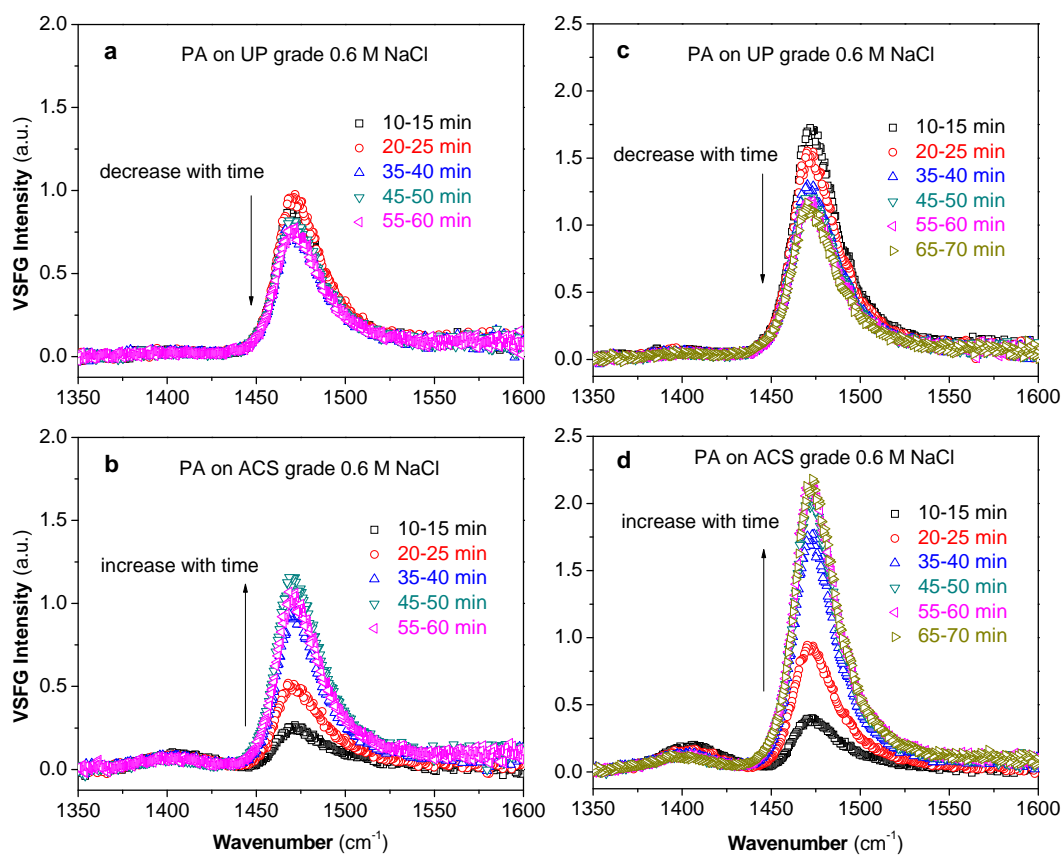 a PA on UP grade 0.6 M NaCl
10-15 min
20-25 min
35-40 min
45-50 min
55-60 min
decrease with time
VSFG Intensity (a.u.)
2.0
1.5
1.0
0.5
0.0
1350 1400 1450 1500 1550 1600
c PA on UP grade 0.6 M NaCl
10-15 min
20-25 min
35-40 min
45-50 min
55-60 min
65-70 min
decrease with time
2.5
2.0
1.5
1.0
0.5
0.0
1350 1400 1450 1500 1550 1600
b PA on ACS grade 0.6 M NaCl
10-15 min
20-25 min
35-40 min
45-50 min
55-60 min
increase with time
VSFG Intensity (a.u.)
2.0
1.5
1.0
0.5
0.0
1350 1400 1450 1500 1550 1600
Wavenumber (cm⁻¹)
d PA on ACS grade 0.6 M NaCl
10-15 min
20-25 min
35-40 min
45-50 min
55-60 min
65-70 min
increase with time
2.5
2.0
1.5
1.0
0.5
0.0
1350 1400 1450 1500 1550 1600
Wavenumber (cm⁻¹)